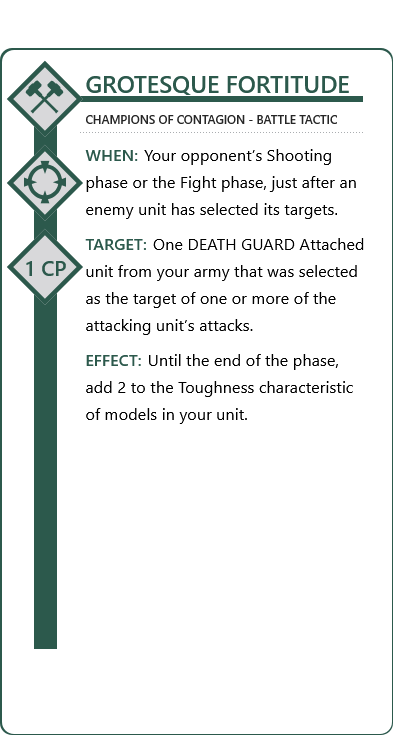 GROTESQUE FORTITUDE
CHAMPIONS OF CONTAGION - BATTLE TACTIC
WHEN: Your opponent's Shooting
phase or the Fight phase, just after an
enemy unit has selected its targets.
1 CP
TARGET: One DEATH GUARD Attached
unit from your army that was selected
as the target of one or more of the
attacking unit's attacks.
EFFECT: Until the end of the phase,
add 2 to the Toughness characteristic
of models in your unit.